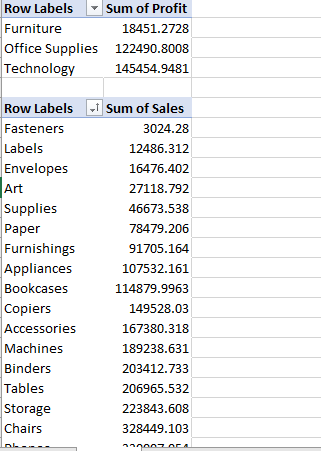 Row Labels Sum of Profit
Furniture 18451.2728
Office Supplies 122490.8008
Technology 145454.9481
Row Labels Sum of Sales
Fasteners 3024.28
Labels 12486.312
Envelopes 16476.402
Art 27118.792
Supplies 46673.538
Paper 78479.206
Furnishings 91705.164
Appliances 107532.161
Bookcases 114879.9963
Copiers 149528.03
Accessories 167380.318
Machines 189238.631
Binders 203412.733
Tables 206965.532
Storage 223843.608
Chairs 328449.103